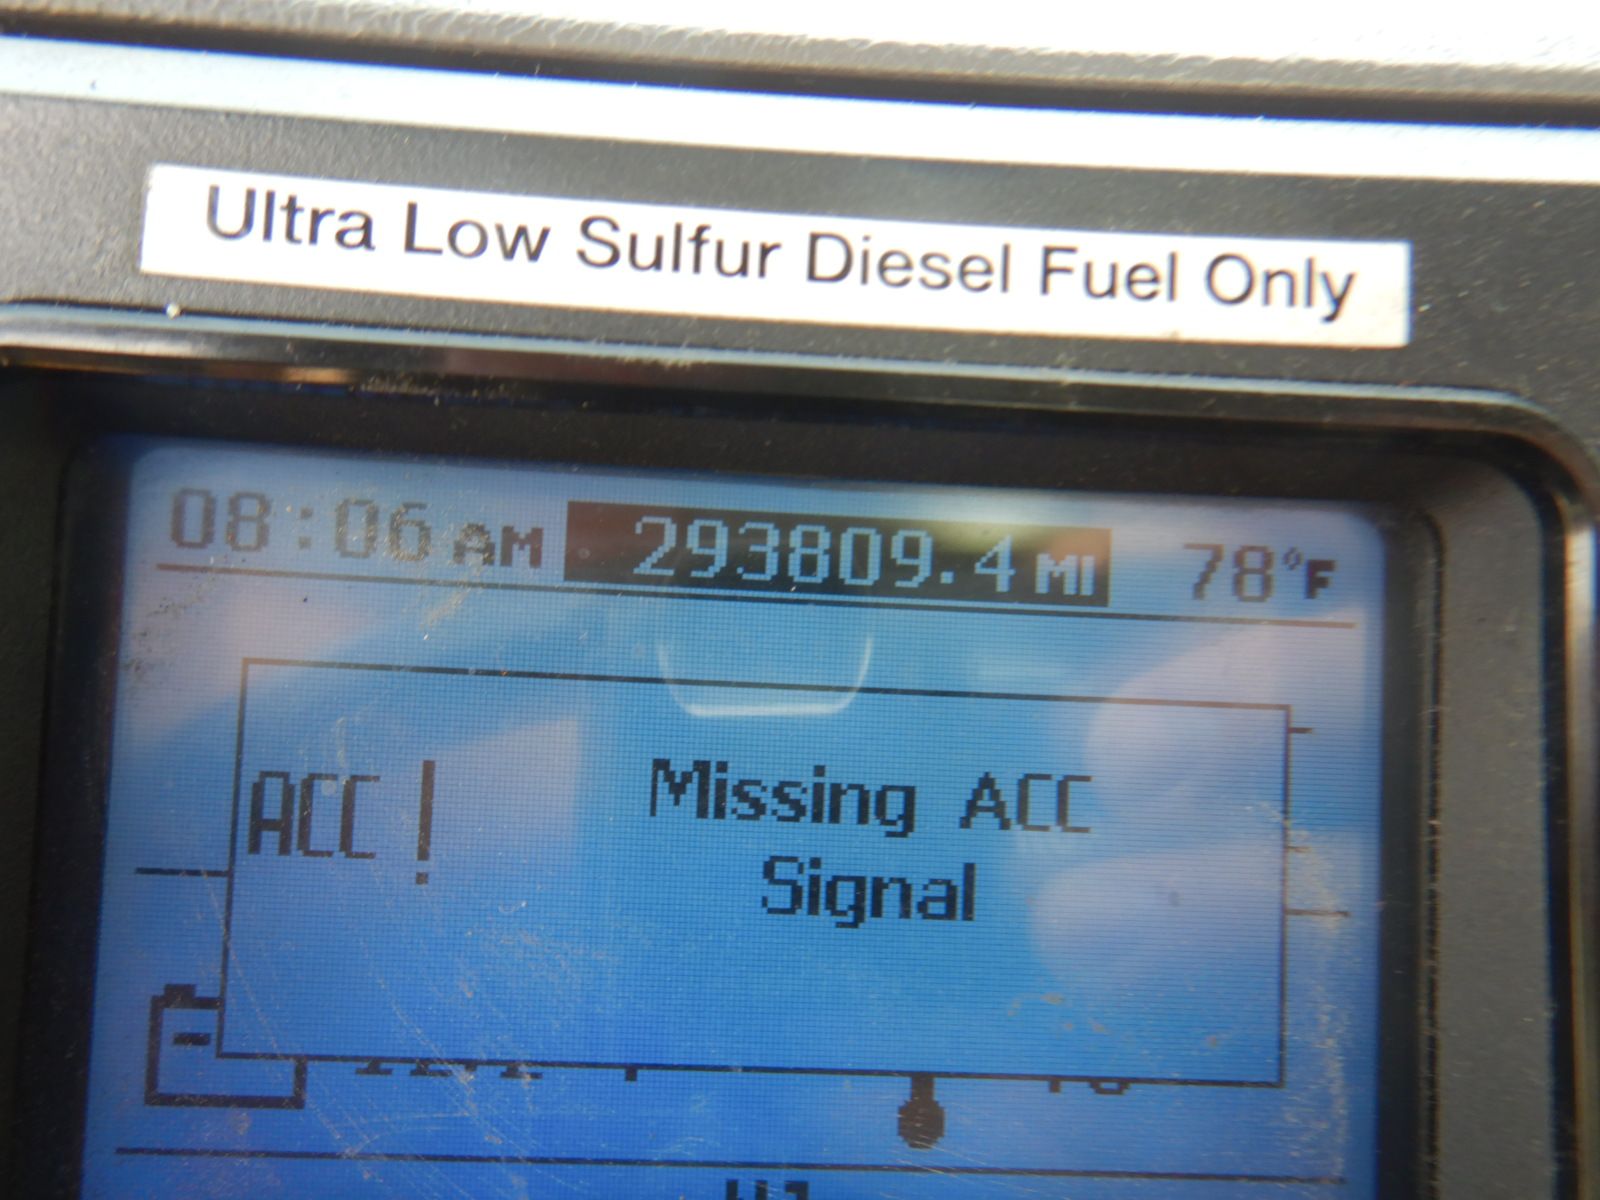 Ultra Low Sulfur Diesel Fuel Only
08:06 AM 293809.4 MI 78°F
ACC! Missing ACC
Signal